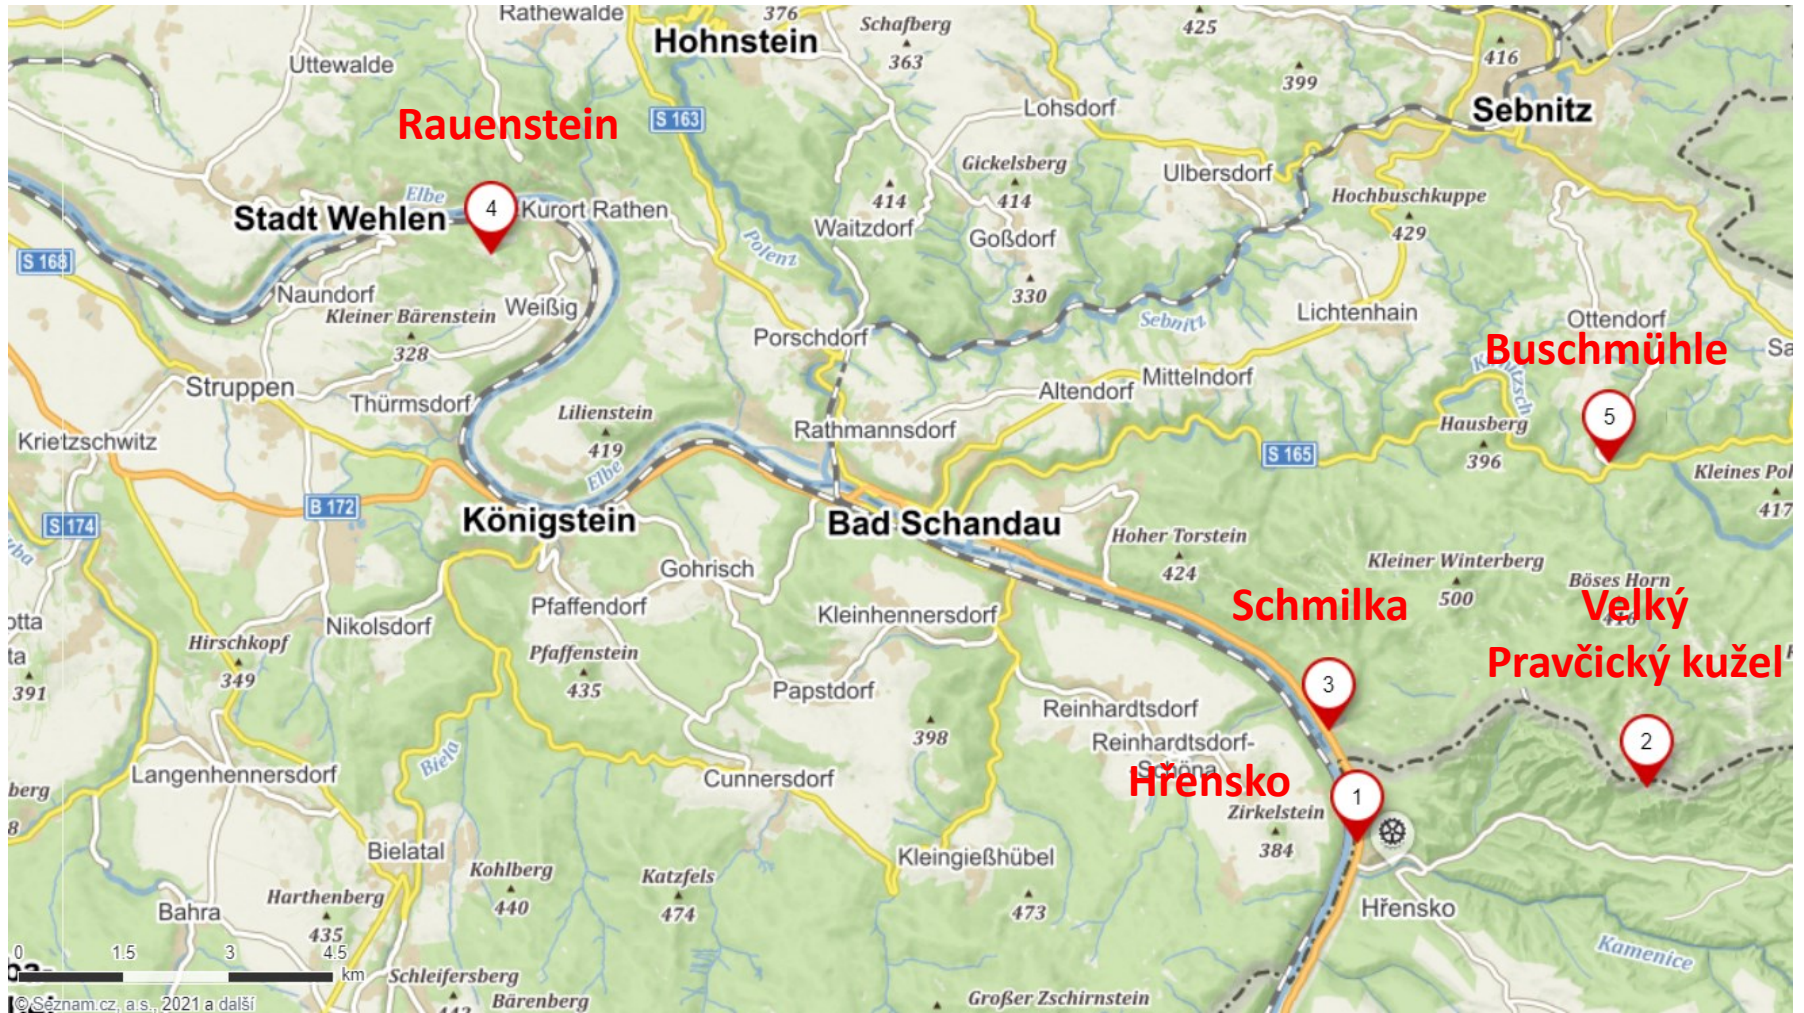 Rathewalde
376
Schafberg
363
425
416
Hohnstein
Uttewalde
399
Rauenstein
S 163
Lohsdorf
Sebnitz
Gickelsberg
414
414
Ulbersdorf
Hochbuschkuppe
429
Elbe
4
Kurort Rathen
Stadt Wehlen
Waitzdorf
Goßdorf
Polenz
S 168
Naundorf
Kleiner Bärenstein
328
Weißig
330
Sebnitz
Lichtenhain
Ottendorf
Porschdorf
Buschmühle
Sa
Struppen
Thürmsdorf
Altendorf
Mittelndorf
Lilienstein
419
Rathmannsdorf
Hausberg
396
5
Krietzschwitz
Elbe
S 165
Kleines Pol
417
B 172
S 174
Königstein
Bad Schandau
Hoher Torstein
424
Kleiner Winterberg
500
Böses Horn
Gohrisch
Schmilka
Velký
Pravčický kužel
Pfaffendorf
Kleinhennersdorf
Nikolsdorf
Hirschkopf
349
Pfaffenstein
435
391
Papstdorf
3
Reinhardtsdorf
398
Reinhardtsdorf-
Schöna
2
Biela
Langenhennersdorf
Cunnersdorf
Hřensko
1
berg
8
Zirkelstein
384
Bielatal
Kohlberg
440
Katzfels
474
Kleingießhübel
473
Harthenberg
435
Bahra
Hřensko
Kamenice
0 1.5 3 4.5
km
Schleifersberg
Bärenberg
Großer Zschirnstein
© Seznam.cz, a.s., 2021 a další